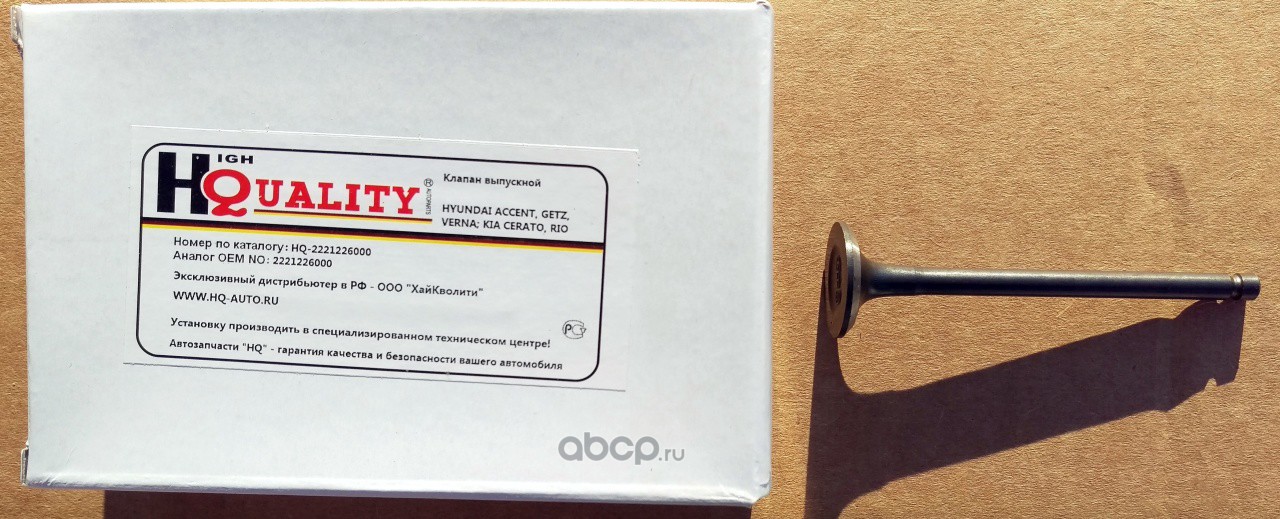 HIGH
QUALITY
® AUTOPARTS
Клапан выпускной
HYUNDAI ACCENT, GETZ,
VERNA; KIA CERATO, RIO
Номер по каталогу: HQ-2221226000
Аналог OEM NO: 2221226000
Эксклюзивный дистрибьютер в РФ - ООО "ХайКволити"
WWW.HQ-AUTO.RU
Установку производить в специализированном техническом центре!
Автозапчасти "HQ" - гарантия качества и безопасности вашего автомобиля
abcp.ru